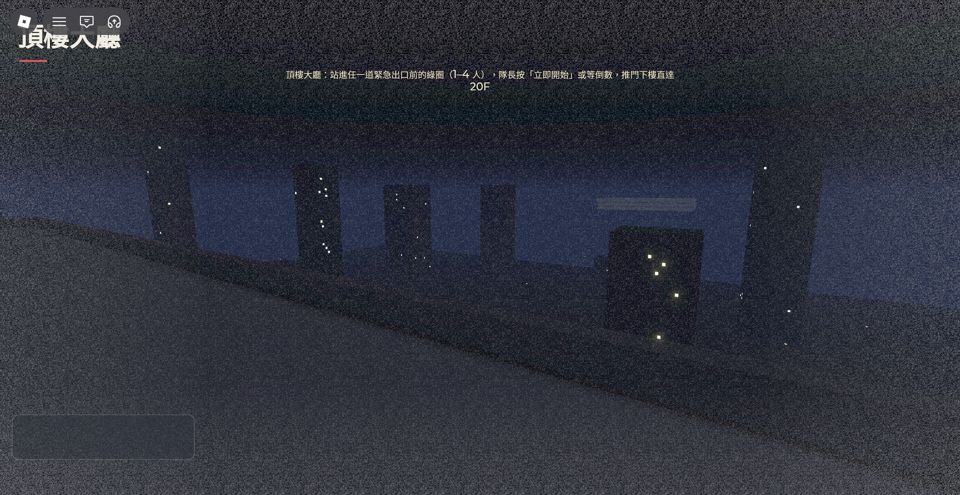 頂樓大廳
頂樓大廳：站進任一道緊急出口前的綠圈（1–4 人），隊長按「立即開始」或等倒數，推門下樓直達
20F